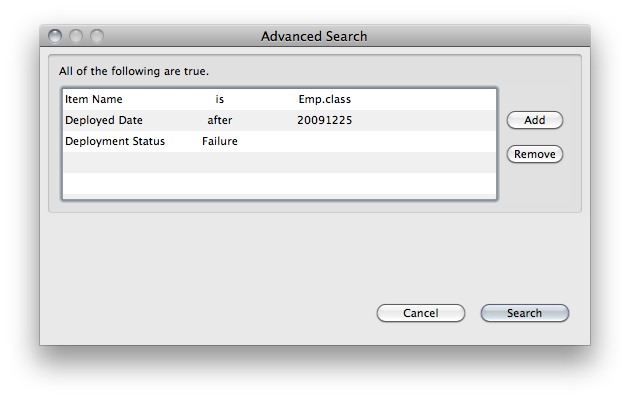 Advanced Search
All of the following are true.
Item Name is Emp.class
Deployed Date after 20091225
Add
Deployment Status Failure
Remove
Cancel Search